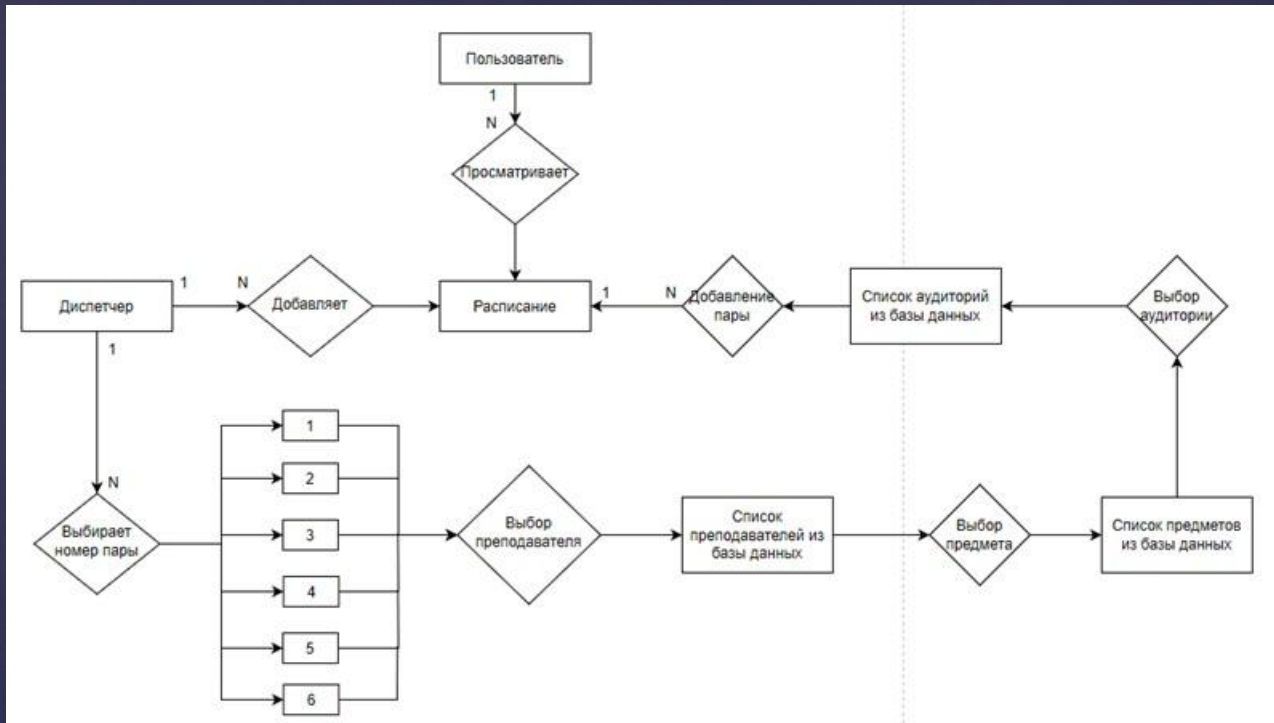 Пользователь
1
N
Просматривает
Диспетчер
1
N
Добавляет
Расписание
1
N
Добавление
пары
Список аудиторий
из базы данных
Выбор
аудитории
1
N
Выбирает
номер пары
1
2
3
4
5
6
Выбор
преподавателя
Список
преподавателей из
базы данных
Выбор
предмета
Список предметов
из базы данных